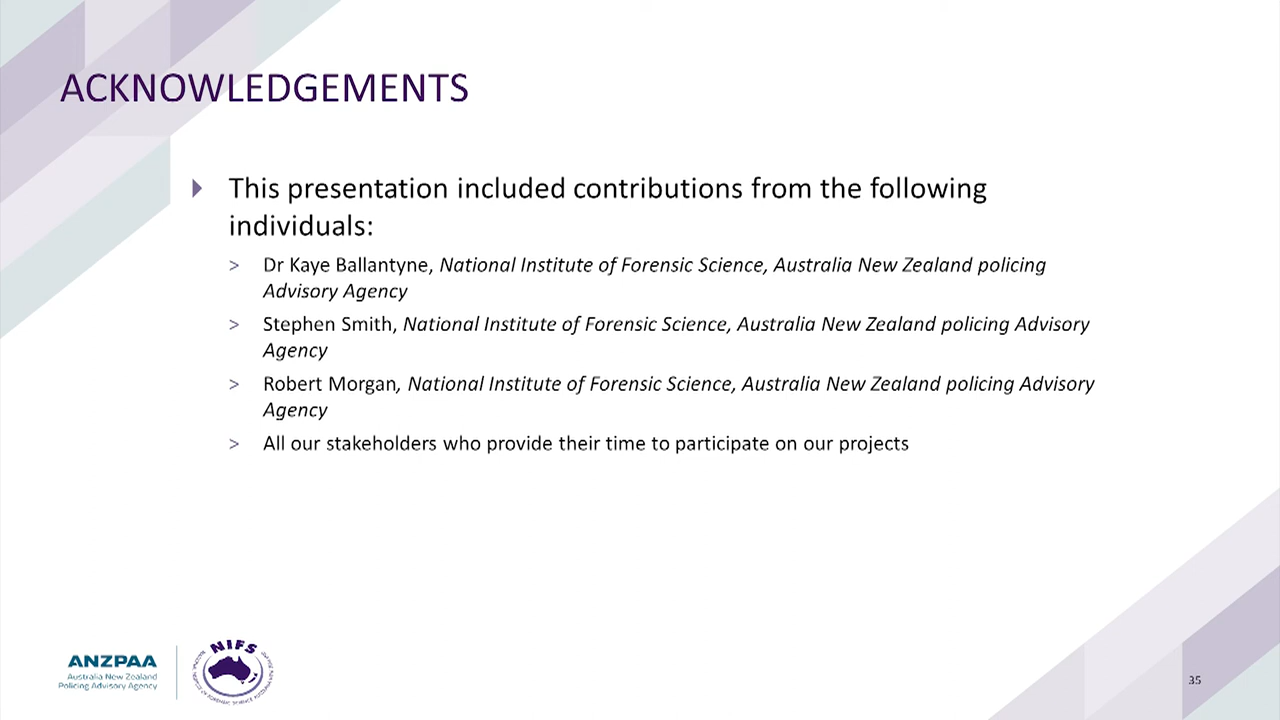 ACKNOWLEDGEMENTS
This presentation included contributions from the following
individuals:
> Dr Kaye Ballantyne, National Institute of Forensic Science, Australia New Zealand policing
Advisory Agency
> Stephen Smith, National Institute of Forensic Science, Australia New Zealand policing Advisory
Agency
> Robert Morgan, National Institute of Forensic Science, Australia New Zealand policing Advisory
Agency
> All our stakeholders who provide their time to participate on our projects
ANZPAA
Australia New Zealand
Policing Advisory Agency
NIFS
35